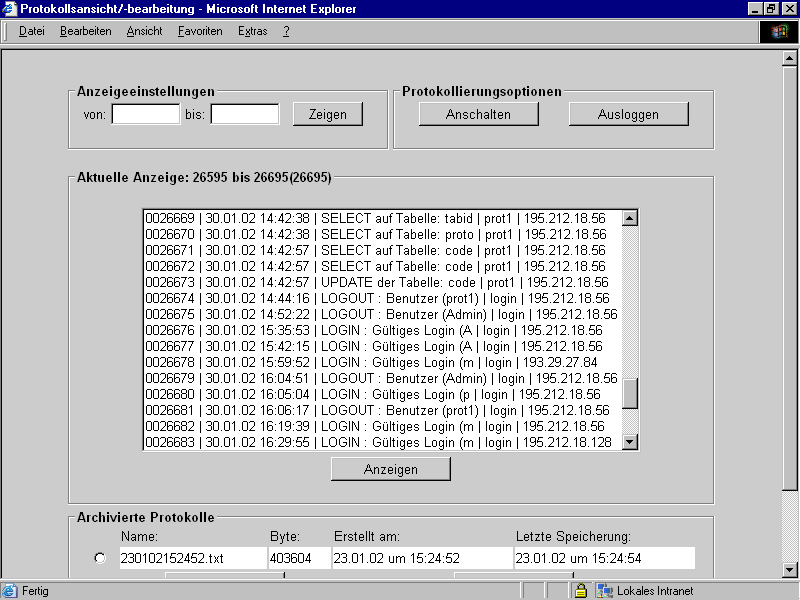 Protokollsansicht/-bearbeitung - Microsoft Internet Explorer
Datei Bearbeiten Ansicht Favoriten Extras ?
Anzeigeeinstellungen
von: bis: Zeigen
Protokollierungsoptionen
Anschalten Ausloggen
Aktuelle Anzeige: 26595 bis 26695(26695)
0026669 | 30.01.02 14:42:38 | SELECT auf Tabelle: tabid | prot1 | 195.212.18.56
0026670 | 30.01.02 14:42:38 | SELECT auf Tabelle: proto | prot1 | 195.212.18.56
0026671 | 30.01.02 14:42:57 | SELECT auf Tabelle: code | prot1 | 195.212.18.56
0026672 | 30.01.02 14:42:57 | SELECT auf Tabelle: code | prot1 | 195.212.18.56
0026673 | 30.01.02 14:42:57 | UPDATE der Tabelle: code | prot1 | 195.212.18.56
0026674 | 30.01.02 14:44:16 | LOGOUT : Benutzer (prot1) | login | 195.212.18.56
0026675 | 30.01.02 14:52:22 | LOGOUT : Benutzer (Admin) | login | 195.212.18.56
0026676 | 30.01.02 15:35:53 | LOGIN : Gültiges Login (A | login | 195.212.18.56
0026677 | 30.01.02 15:42:15 | LOGIN : Gültiges Login (A | login | 195.212.18.56
0026678 | 30.01.02 15:59:52 | LOGIN : Gültiges Login (m | login | 193.29.27.84
0026679 | 30.01.02 16:04:51 | LOGOUT : Benutzer (Admin) | login | 195.212.18.56
0026680 | 30.01.02 16:05:04 | LOGIN : Gültiges Login (p | login | 195.212.18.56
0026681 | 30.01.02 16:06:17 | LOGOUT : Benutzer (prot1) | login | 195.212.18.56
0026682 | 30.01.02 16:19:39 | LOGIN : Gültiges Login (m | login | 195.212.18.56
0026683 | 30.01.02 16:29:55 | LOGIN : Gültiges Login (m | login | 195.212.18.128
Anzeigen
Archivierte Protokolle
Name: Byte: Erstellt am: Letzte Speicherung:
230102152452.txt 403604 23.01.02 um 15:24:52 23.01.02 um 15:24:54
Fertig Lokales Intranet